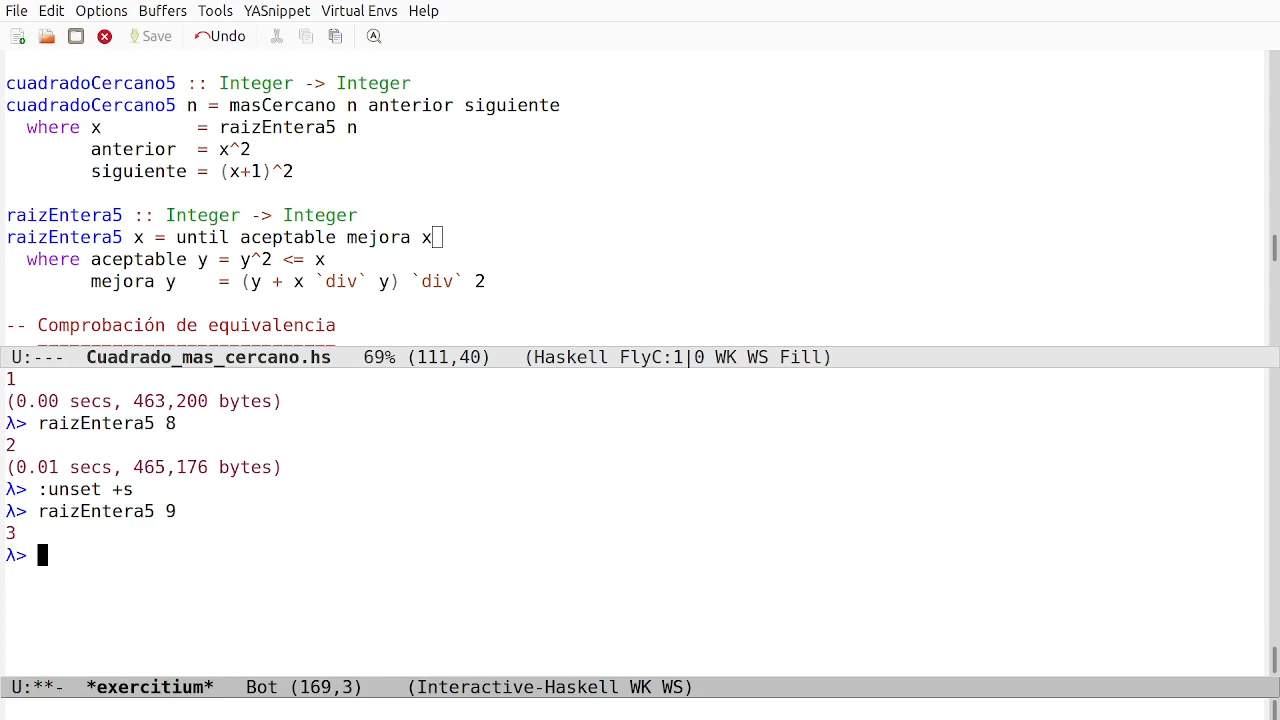 File Edit Options Buffers Tools YASnippet Virtual Envs Help
Save Undo
cuadradoCercano5 :: Integer -> Integer
cuadradoCercano5 n = masCercano n anterior siguiente
  where x         = raizEntera5 n
        anterior  = x^2
        siguiente = (x+1)^2
raizEntera5 :: Integer -> Integer
raizEntera5 x = until aceptable mejora x
  where aceptable y = y^2 <= x
        mejora y    = (y + x `div` y) `div` 2
-- Comprobación de equivalencia
U:--- Cuadrado_mas_cercano.hs 69% (111,40) (Haskell FlyC:1|0 WK WS Fill)
1
(0.00 secs, 463,200 bytes)
λ> raizEntera5 8
2
(0.01 secs, 465,176 bytes)
λ> :unset +s
λ> raizEntera5 9
3
λ>
U:**- *exercitium* Bot (169,3) (Interactive-Haskell WK WS)